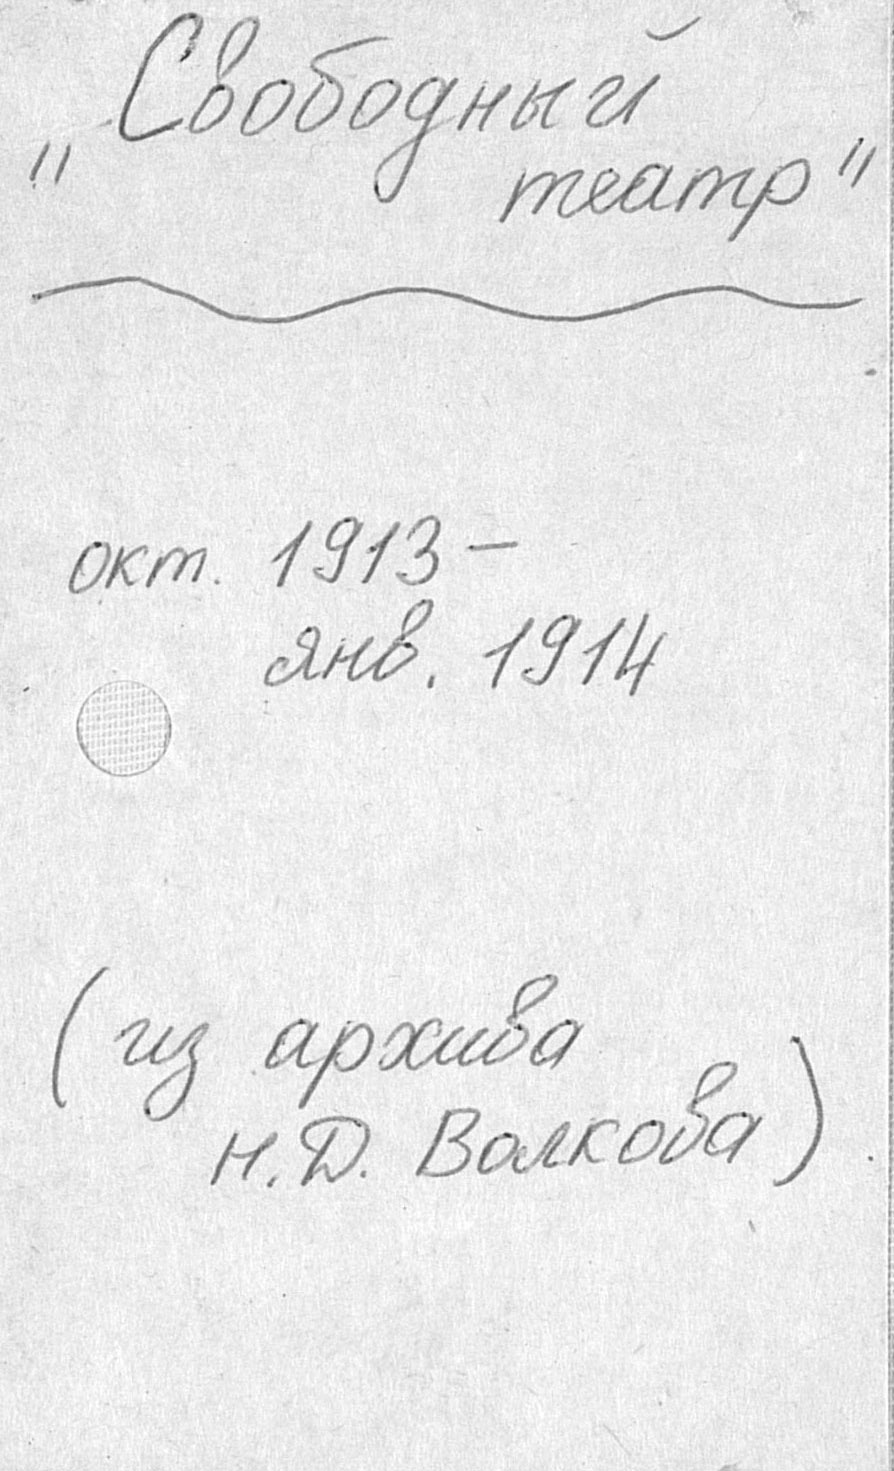 „Свободный
театр"
окт. 1913 –
янв. 1914
(из архива
Н.Д. Волкова)